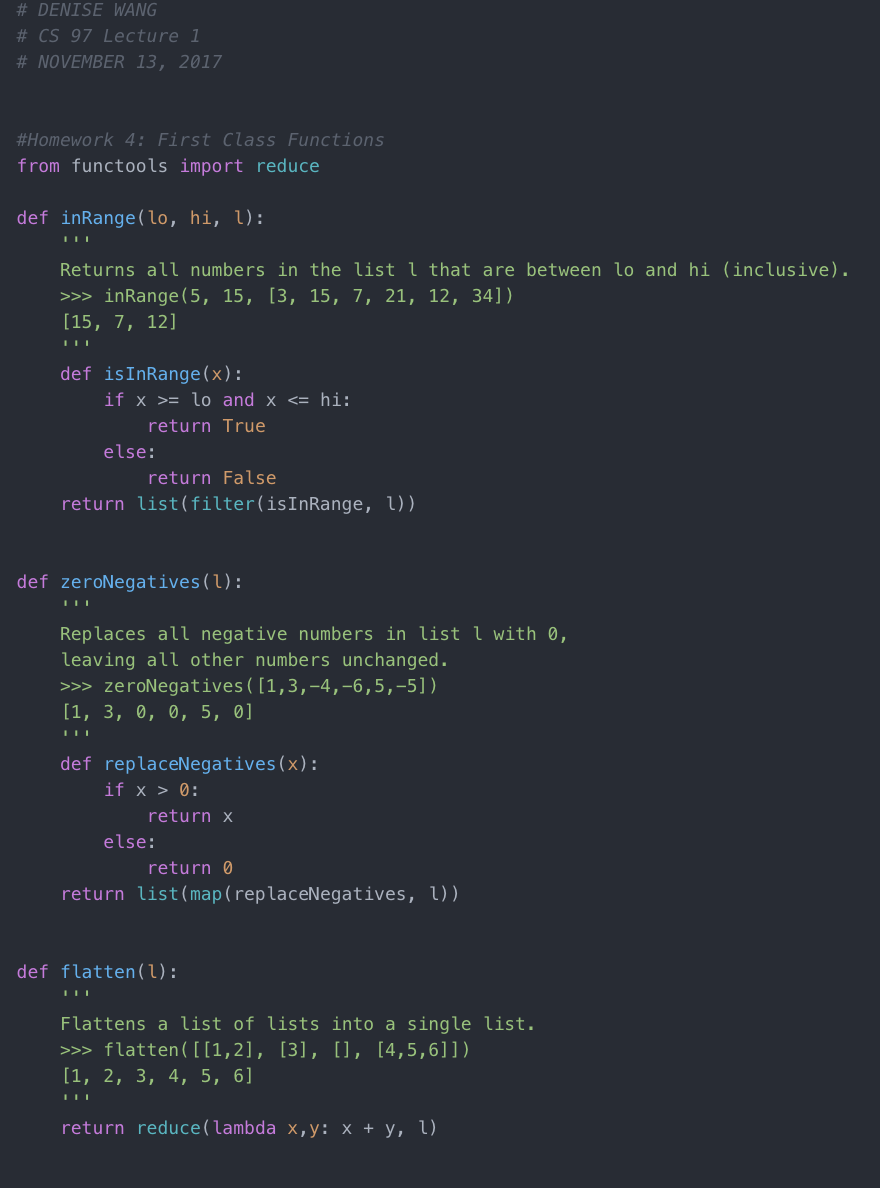 # DENISE WANG
# CS 97 Lecture 1
# NOVEMBER 13, 2017
#Homework 4: First Class Functions
from functools import reduce
def inRange(lo, hi, l):
    '''
    Returns all numbers in the list l that are between lo and hi (inclusive).
    >>> inRange(5, 15, [3, 15, 7, 21, 12, 34])
    [15, 7, 12]
    '''
    def isInRange(x):
        if x >= lo and x <= hi:
            return True
        else:
            return False
    return list(filter(isInRange, l))
def zeroNegatives(l):
    '''
    Replaces all negative numbers in list l with 0,
    leaving all other numbers unchanged.
    >>> zeroNegatives([1,3,-4,-6,5,-5])
    [1, 3, 0, 0, 5, 0]
    '''
    def replaceNegatives(x):
        if x > 0:
            return x
        else:
            return 0
    return list(map(replaceNegatives, l))
def flatten(l):
    '''
    Flattens a list of lists into a single list.
    >>> flatten([[1,2], [3], [], [4,5,6]])
    [1, 2, 3, 4, 5, 6]
    '''
    return reduce(lambda x,y: x + y, l)